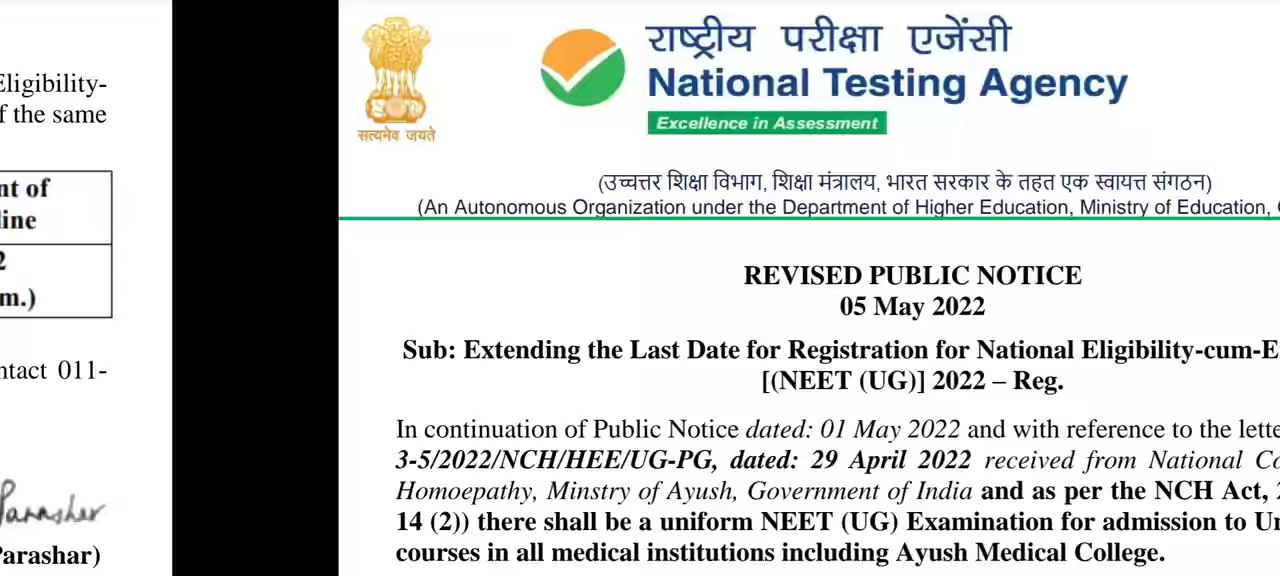 Eligibility-
f the same
nt of
line
2
m.)
ntact 011-
Parasher
Parashar)
सत्यमेव जयते
राष्ट्रीय परीक्षा एजेंसी
National Testing Agency
Excellence in Assessment
(उच्चत्तर शिक्षा विभाग, शिक्षा मंत्रालय, भारत सरकार के तहत एक स्वायत्त संगठन)
(An Autonomous Organization under the Department of Higher Education, Ministry of Education,
REVISED PUBLIC NOTICE
05 May 2022
Sub: Extending the Last Date for Registration for National Eligibility-cum-E
[(NEET (UG)] 2022 – Reg.
In continuation of Public Notice dated: 01 May 2022 and with reference to the lette
3-5/2022/NCH/HEE/UG-PG, dated: 29 April 2022 received from National Co
Homoepathy, Minstry of Ayush, Government of India and as per the NCH Act, 2
14 (2)) there shall be a uniform NEET (UG) Examination for admission to Un
courses in all medical institutions including Ayush Medical College.